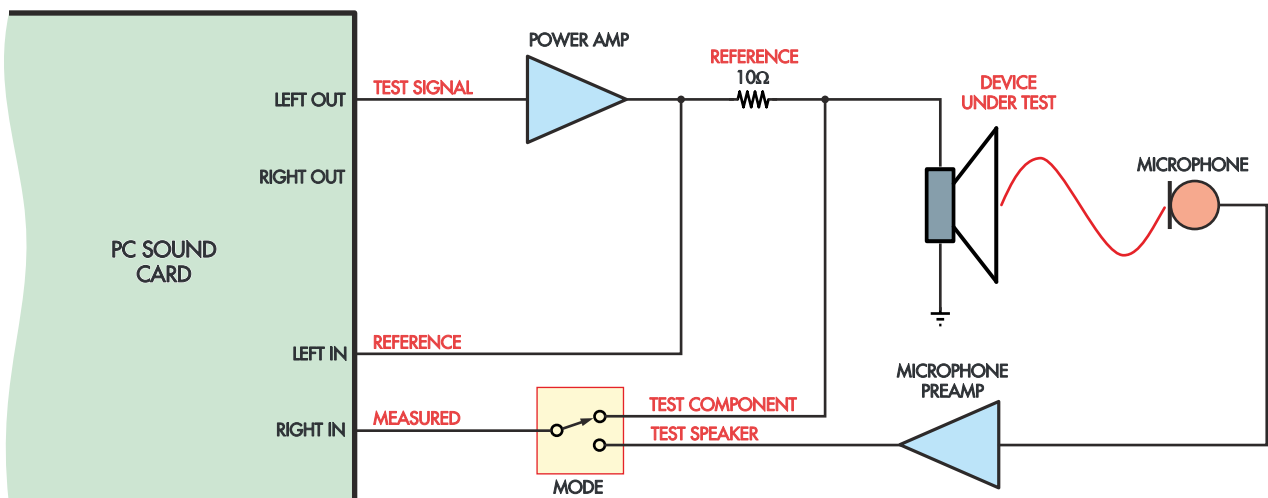 POWER AMP
REFERENCE
10Ω
DEVICE
UNDER TEST
LEFT OUT
TEST SIGNAL
RIGHT OUT
MICROPHONE
PC SOUND
CARD
LEFT IN
REFERENCE
MICROPHONE
PREAMP
RIGHT IN
MEASURED
TEST COMPONENT
TEST SPEAKER
MODE